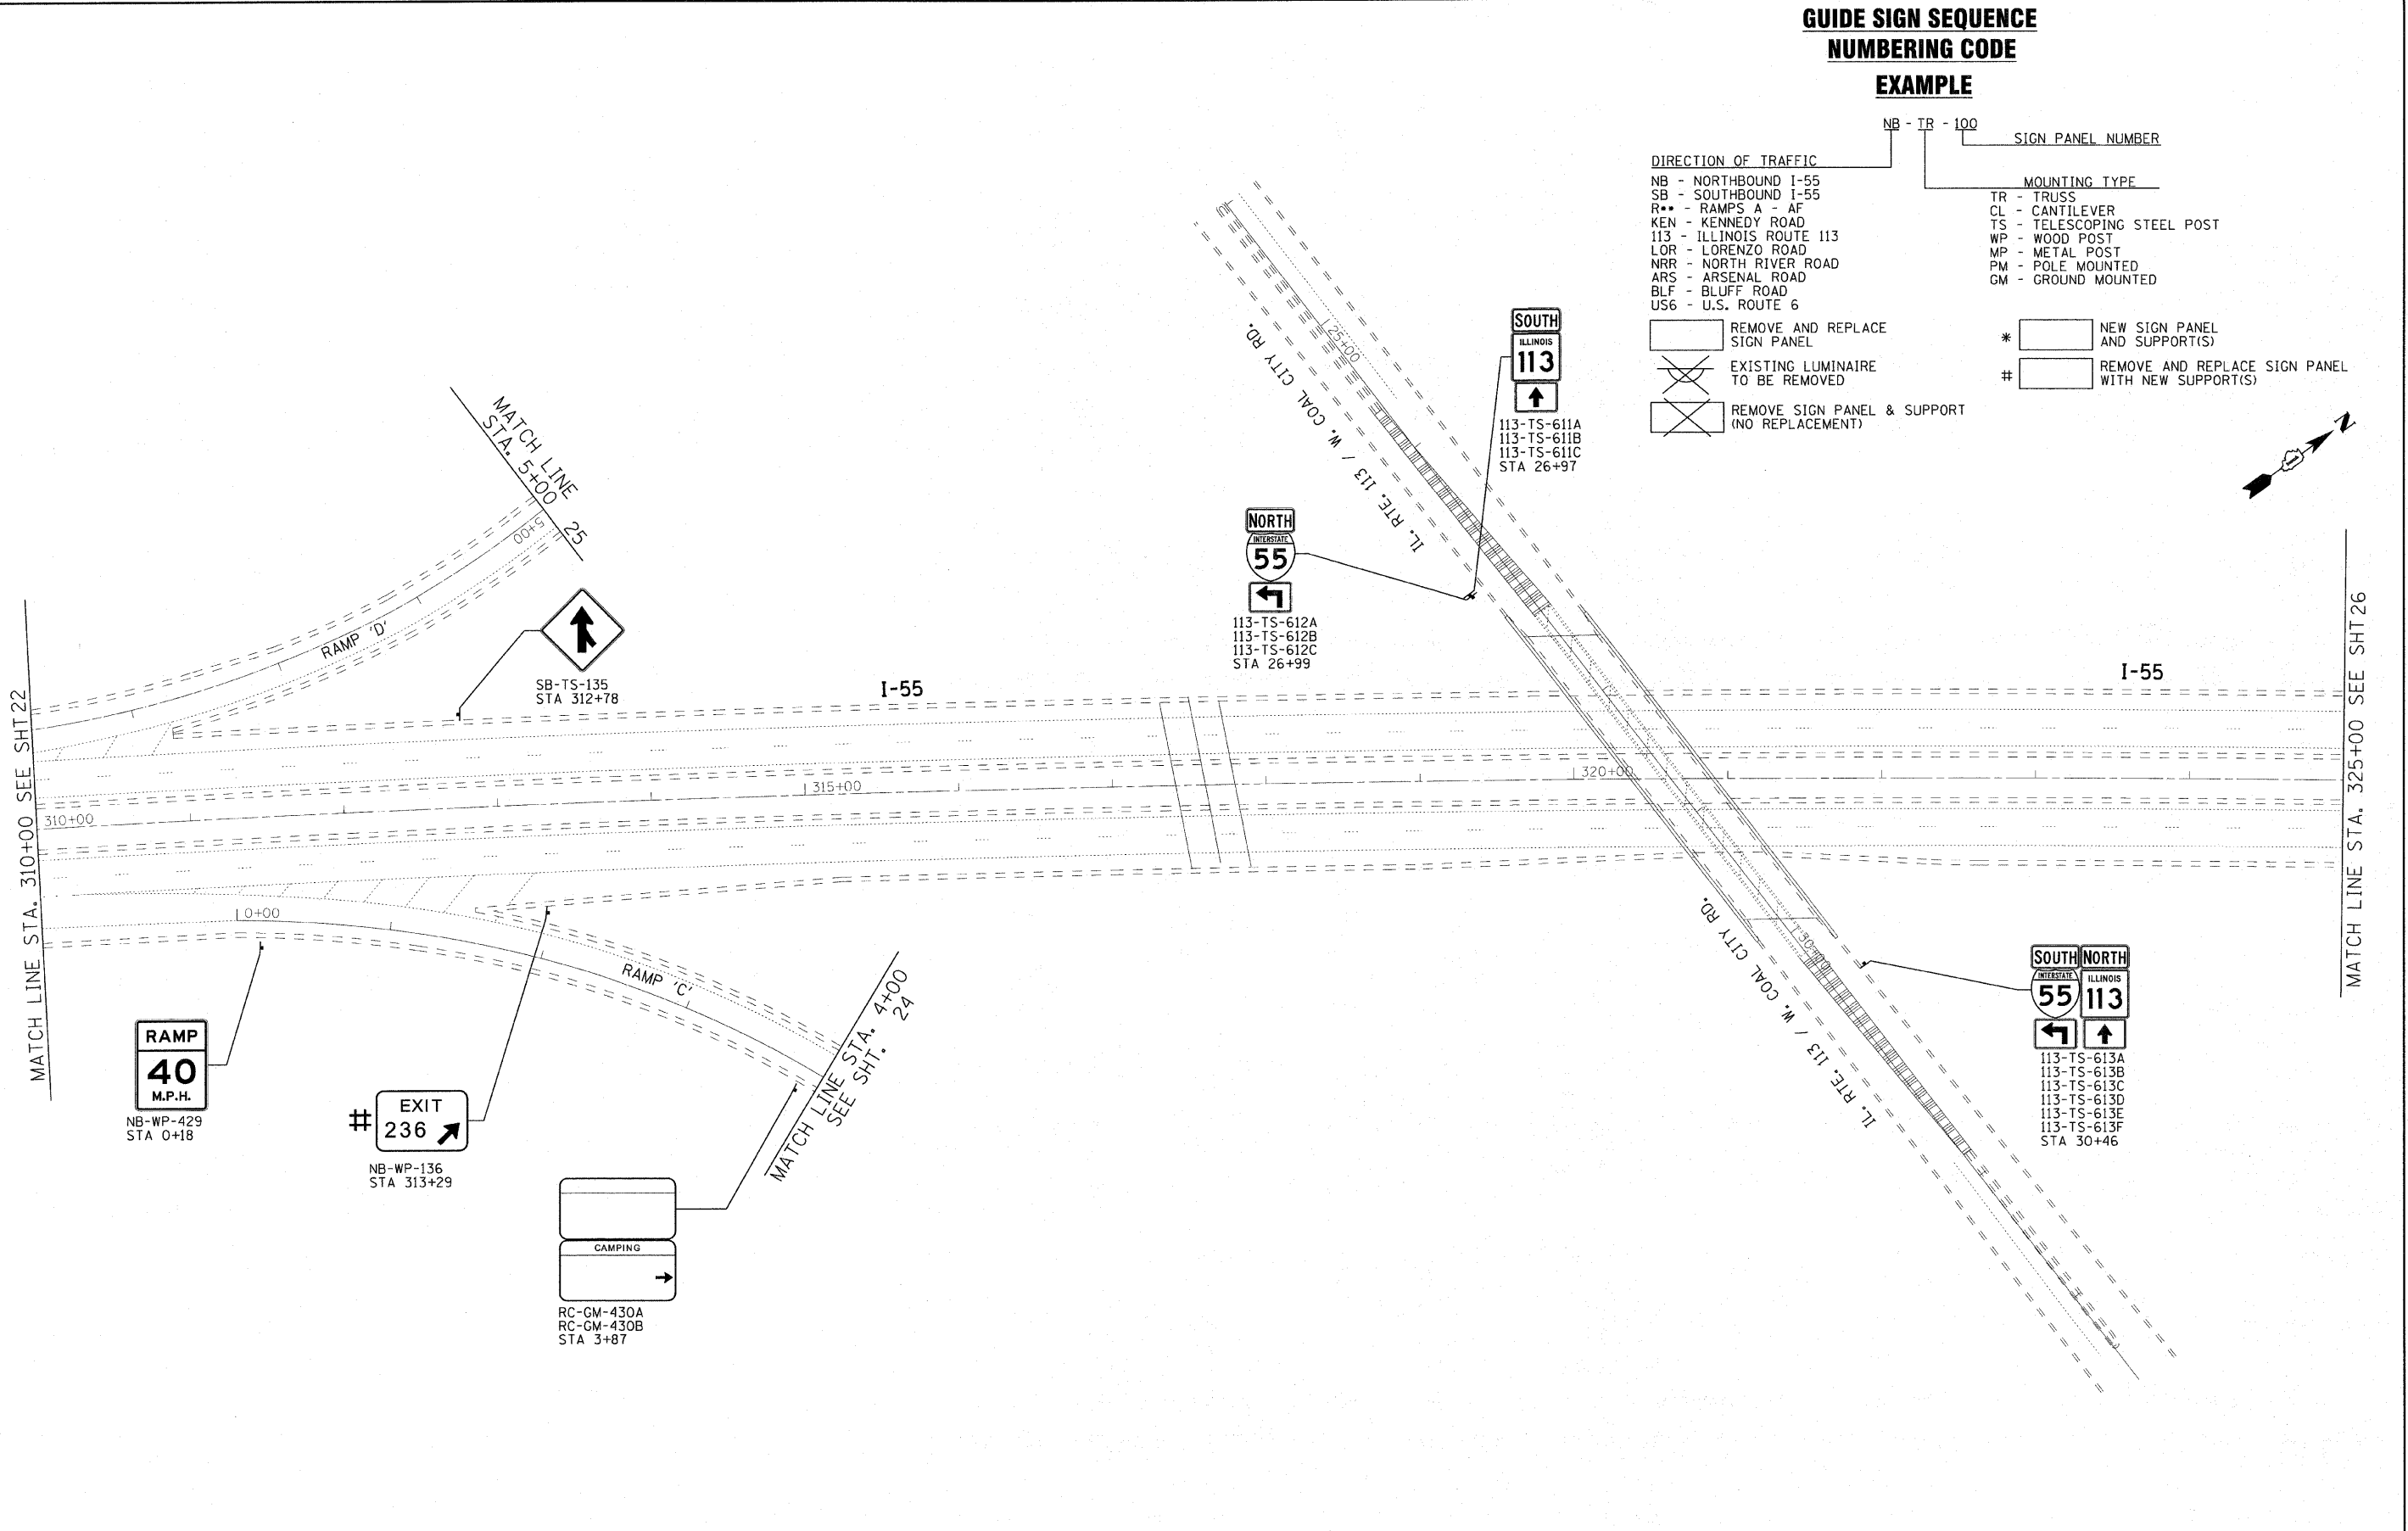 GUIDE SIGN SEQUENCE
NUMBERING CODE
EXAMPLE
NB - TR - 100
SIGN PANEL NUMBER
DIRECTION OF TRAFFIC
NB - NORTHBOUND I-55
SB - SOUTHBOUND I-55
R** - RAMPS A - AF
KEN - KENNEDY ROAD
113 - ILLINOIS ROUTE 113
LOR - LORENZO ROAD
NRR - NORTH RIVER ROAD
ARS - ARSENAL ROAD
BLF - BLUFF ROAD
US6 - U.S. ROUTE 6
MOUNTING TYPE
TR - TRUSS
CL - CANTILEVER
TS - TELESCOPING STEEL POST
WP - WOOD POST
MP - METAL POST
PM - POLE MOUNTED
GM - GROUND MOUNTED
REMOVE AND REPLACE
SIGN PANEL
EXISTING LUMINAIRE
TO BE REMOVED
REMOVE SIGN PANEL & SUPPORT
(NO REPLACEMENT)
*
NEW SIGN PANEL
AND SUPPORT(S)
#
REMOVE AND REPLACE SIGN PANEL
WITH NEW SUPPORT(S)
N
SOUTH
ILLINOIS
113
113-TS-611A
113-TS-611B
113-TS-611C
STA 26+97
25+00
IL. RTE. 113 / W. COAL CITY RD.
NORTH
INTERSTATE
55
113-TS-612A
113-TS-612B
113-TS-612C
STA 26+99
MATCH LINE
STA. 5+00
25
5+00
RAMP 'D'
SB-TS-135
STA 312+78
I-55
I-55
MATCH LINE STA. 310+00 SEE SHT 22
310+00
315+00
320+00
MATCH LINE STA. 325+00 SEE SHT 26
0+00
RAMP 'C'
MATCH LINE STA. 4+00
SEE SHT. 24
RAMP
40
M.P.H.
NB-WP-429
STA 0+18
#
EXIT
236
NB-WP-136
STA 313+29
CAMPING
RC-GM-430A
RC-GM-430B
STA 3+87
30+00
IL. RTE. 113 / W. COAL CITY RD.
SOUTH NORTH
INTERSTATE ILLINOIS
55 113
113-TS-613A
113-TS-613B
113-TS-613C
113-TS-613D
113-TS-613E
113-TS-613F
STA 30+46